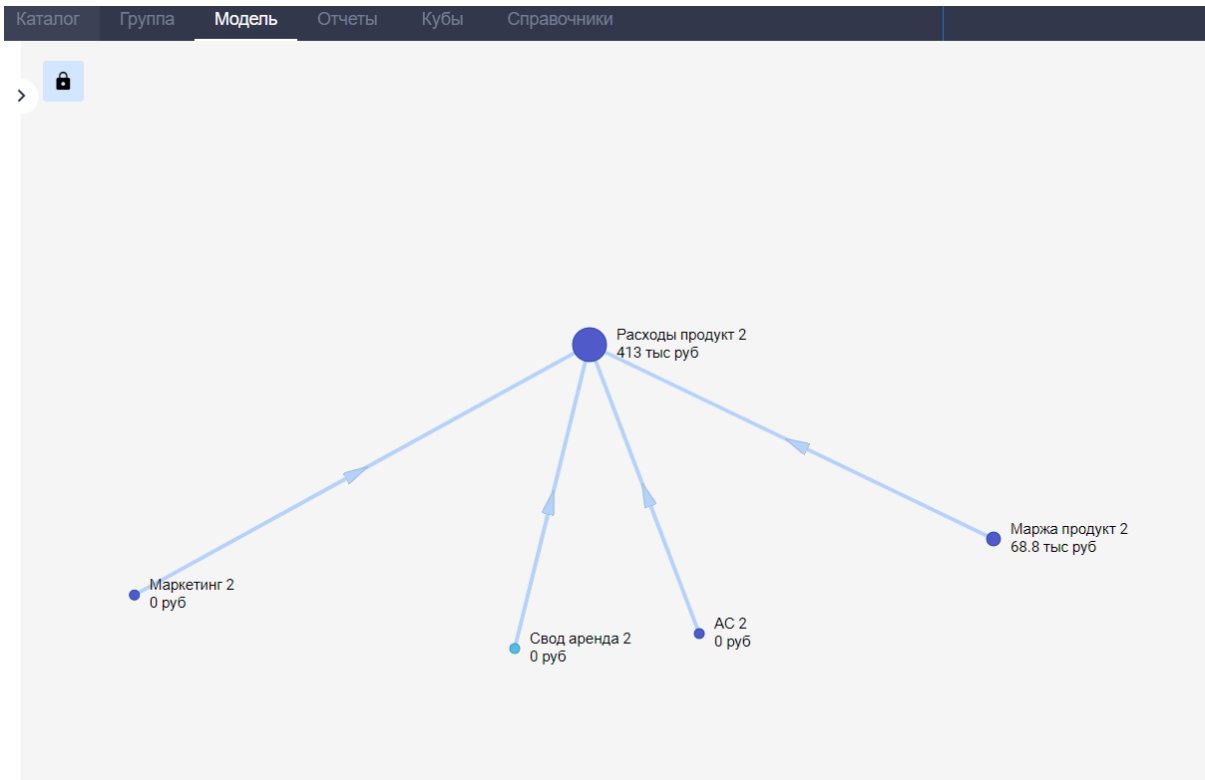 Каталог Группа Модель Отчеты Кубы Справочники
Расходы продукт 2
413 тыс руб
Маржа продукт 2
68.8 тыс руб
Маркетинг 2
0 руб
АС 2
0 руб
Свод аренда 2
0 руб